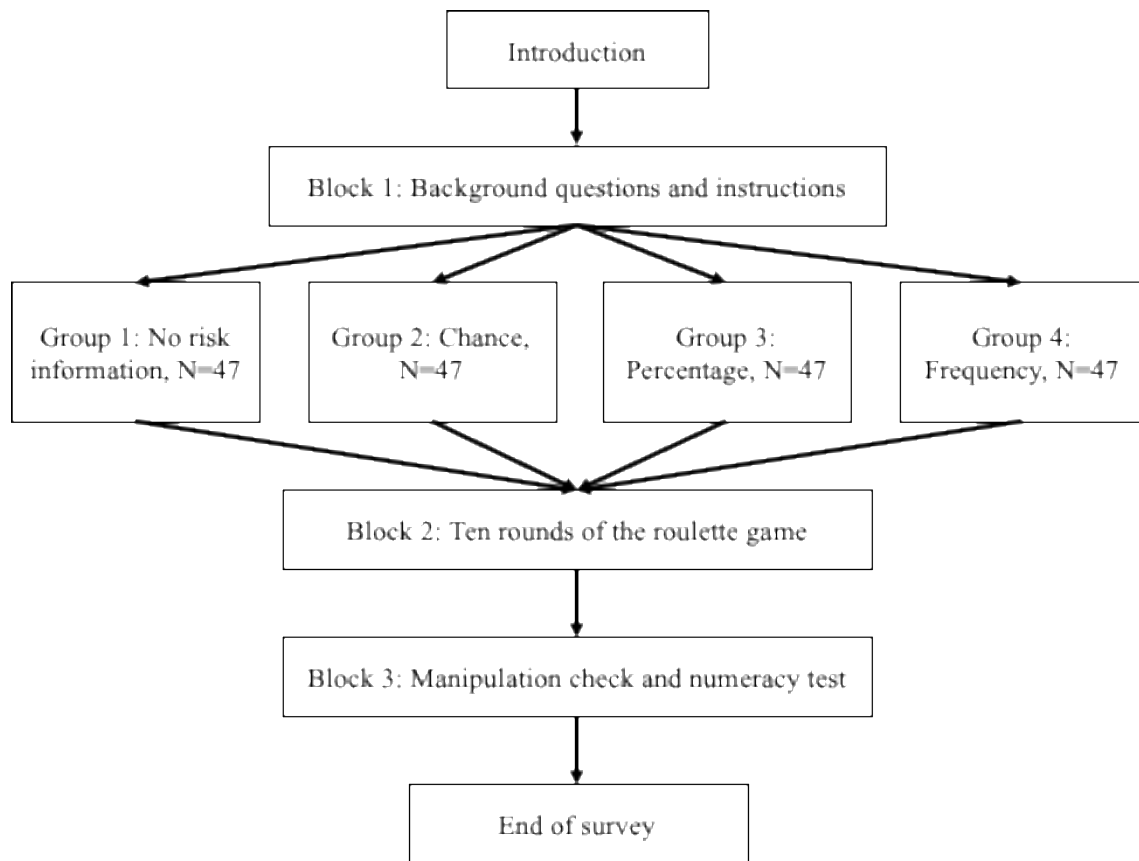 Introduction
Block 1: Background questions and instructions
Group 1: No risk
information, N=47
Group 2: Chance,
N=47
Group 3:
Percentage, N=47
Group 4:
Frequency, N=47
Block 2: Ten rounds of the roulette game
Block 3: Manipulation check and numeracy test
End of survey